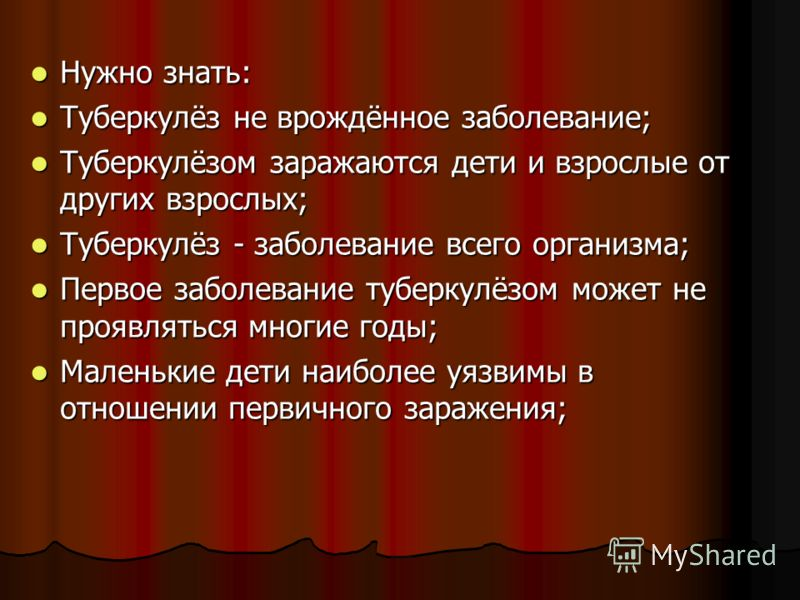 Нужно знать:
Туберкулёз не врождённое заболевание;
Туберкулёзом заражаются дети и взрослые от
других взрослых;
Туберкулёз - заболевание всего организма;
Первое заболевание туберкулёзом может не
проявляться многие годы;
Маленькие дети наиболее уязвимы в
отношении первичного заражения;
MyShared